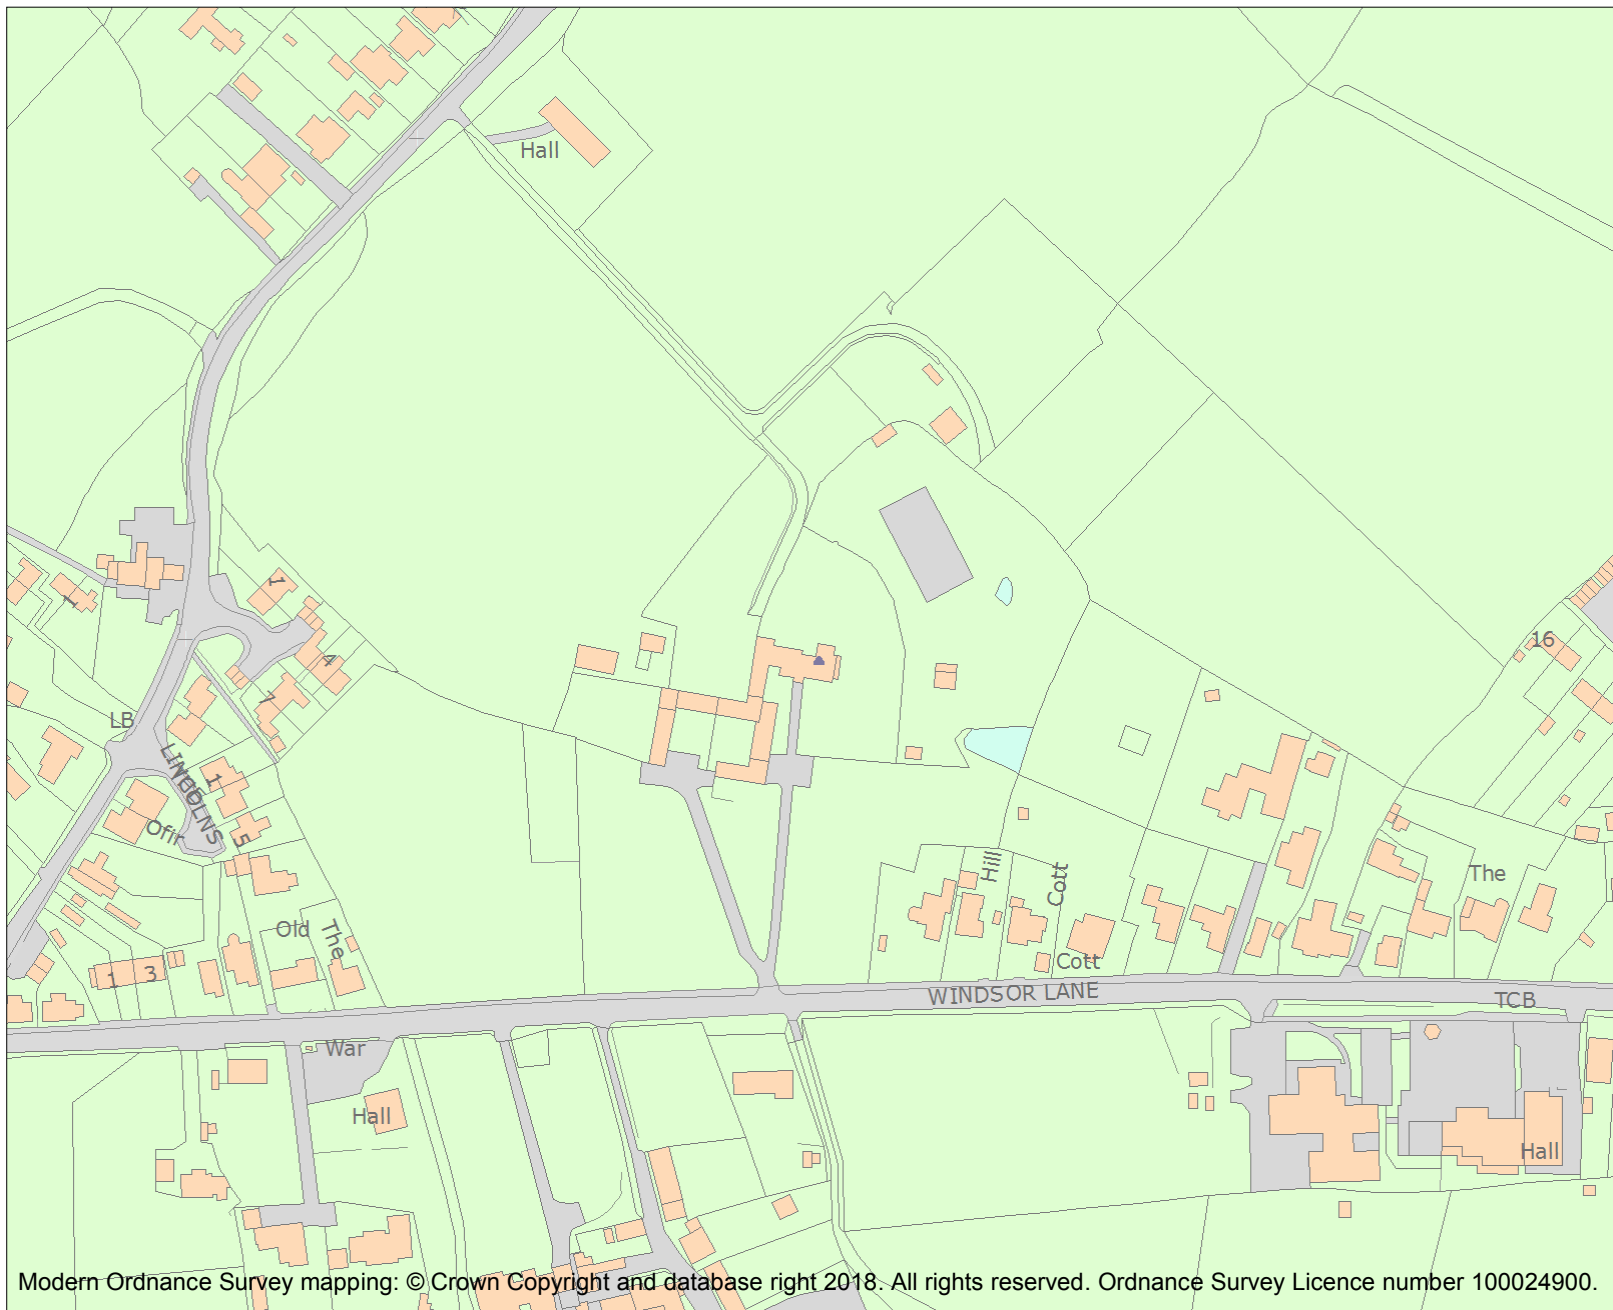 Hall
1
1
16
4
7
LB
LINCOLNS
1
Ofir
5
Hill
Cott
The
Old
The
Cott
1
3
WINDSOR LANE
TCB
War
Hall
Hall
Modern Ordnance Survey mapping: © Crown Copyright and database right 2018. All rights reserved. Ordnance Survey Licence number 100024900.